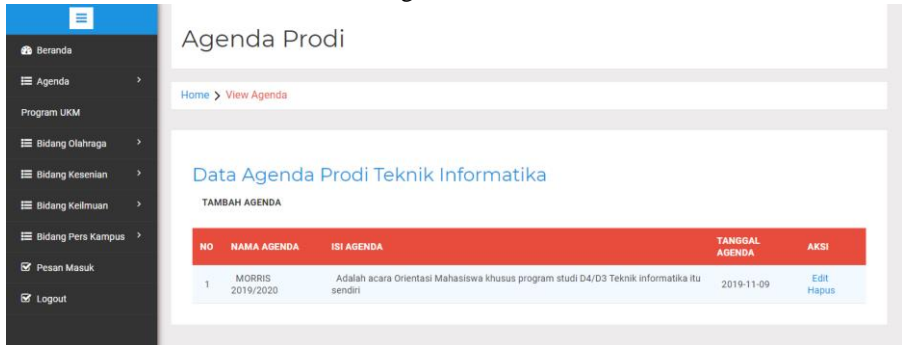 Beranda
Agenda
Program UKM
Bidang Olahraga
Bidang Kesenian
Bidang Keilmuan
Bidang Pers Kampus
Pesan Masuk
Logout
Agenda Prodi
Home > View Agenda
Data Agenda Prodi Teknik Informatika
TAMBAH AGENDA
NO NAMA AGENDA ISI AGENDA TANGGAL AGENDA AKSI
1 MORRIS 2019/2020 Adalah acara Orientasi Mahasiswa khusus program studi D4/D3 Teknik informatika itu sendiri 2019-11-09 Edit Hapus